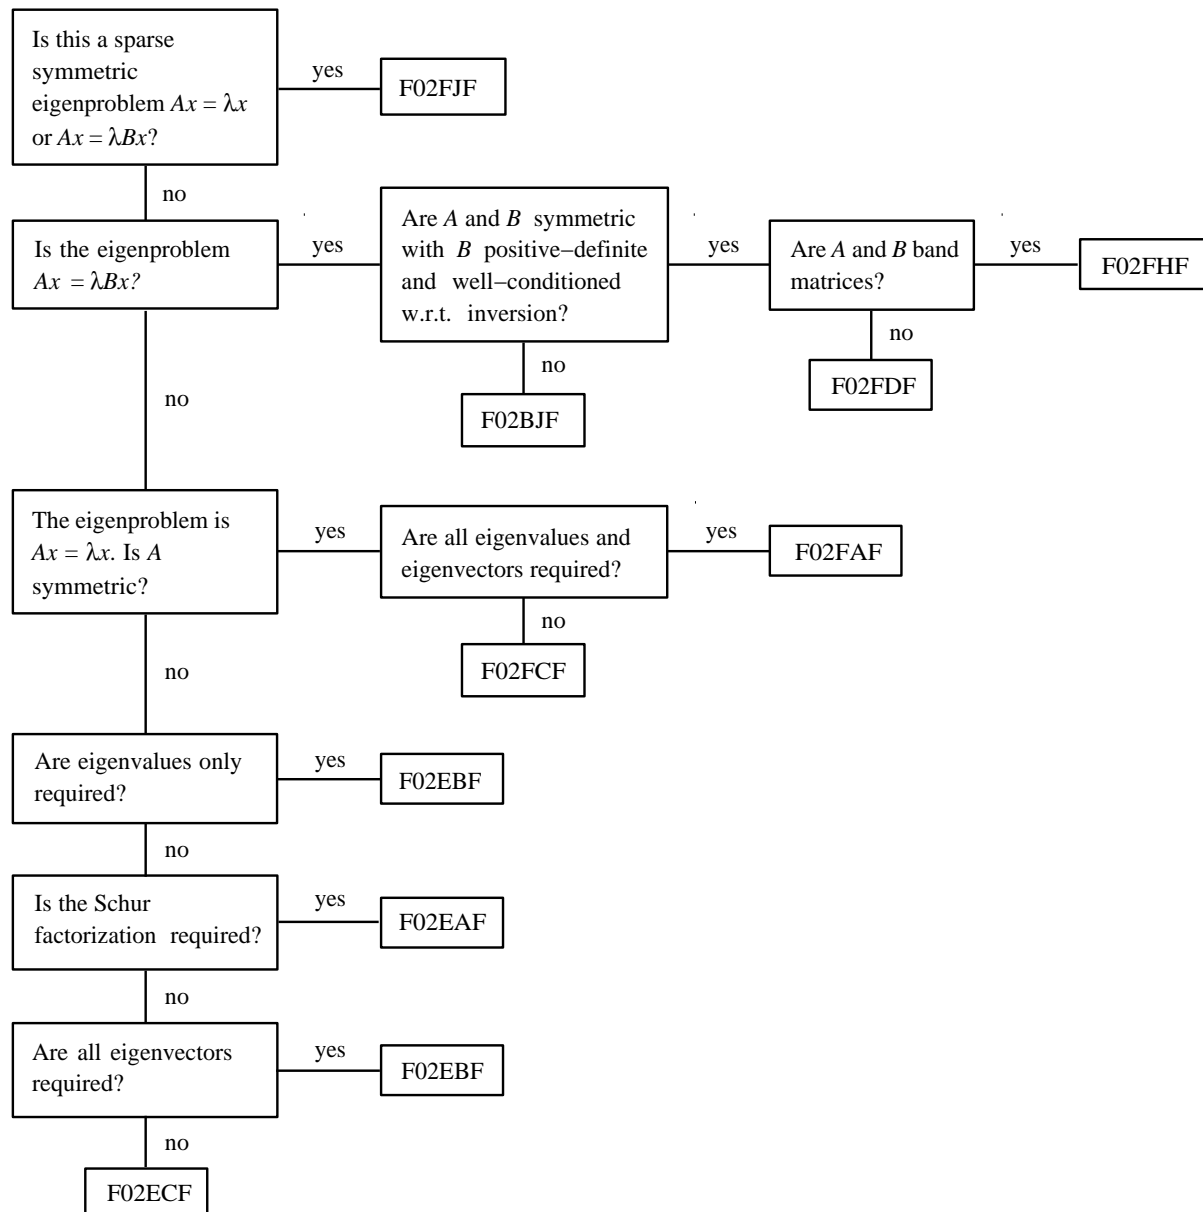 Is this a sparse
symmetric
eigenproblem Ax = λx
or Ax = λBx?
yes
F02FJF
no
Is the eigenproblem
Ax = λBx?
yes
Are A and B symmetric
with B positive–definite
and well–conditioned
w.r.t. inversion?
yes
Are A and B band
matrices?
yes
F02FHF
no
F02FDF
no
F02BJF
no
The eigenproblem is
Ax = λx. Is A
symmetric?
yes
Are all eigenvalues and
eigenvectors required?
yes
F02FAF
no
F02FCF
no
Are eigenvalues only
required?
yes
F02EBF
no
Is the Schur
factorization required?
yes
F02EAF
no
Are all eigenvectors
required?
yes
F02EBF
no
F02ECF